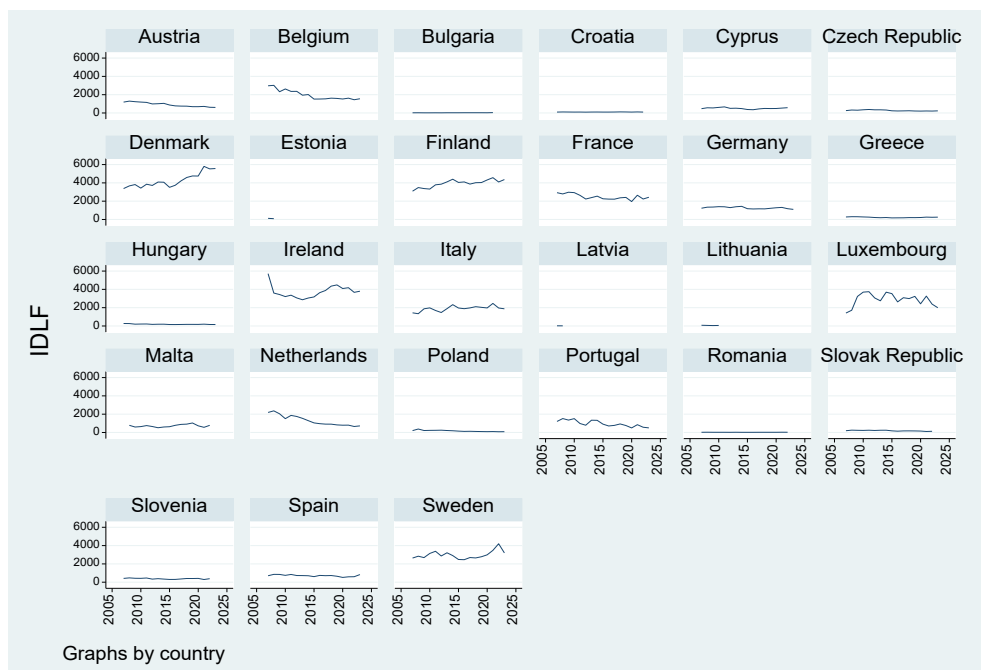 Austria Belgium Bulgaria Croatia Cyprus Czech Republic
6000
4000
2000
0
Denmark Estonia Finland France Germany Greece
6000
4000
2000
0
Hungary Ireland Italy Latvia Lithuania Luxembourg
6000
4000
2000
0
IDLF
Malta Netherlands Poland Portugal Romania Slovak Republic
6000
4000
2000
0
2005 2010 2015 2020 2025 2005 2010 2015 2020 2025 2005 2010 2015 2020 2025
Slovenia Spain Sweden
6000
4000
2000
0
2005 2010 2015 2020 2025 2005 2010 2015 2020 2025 2005 2010 2015 2020 2025
Graphs by country